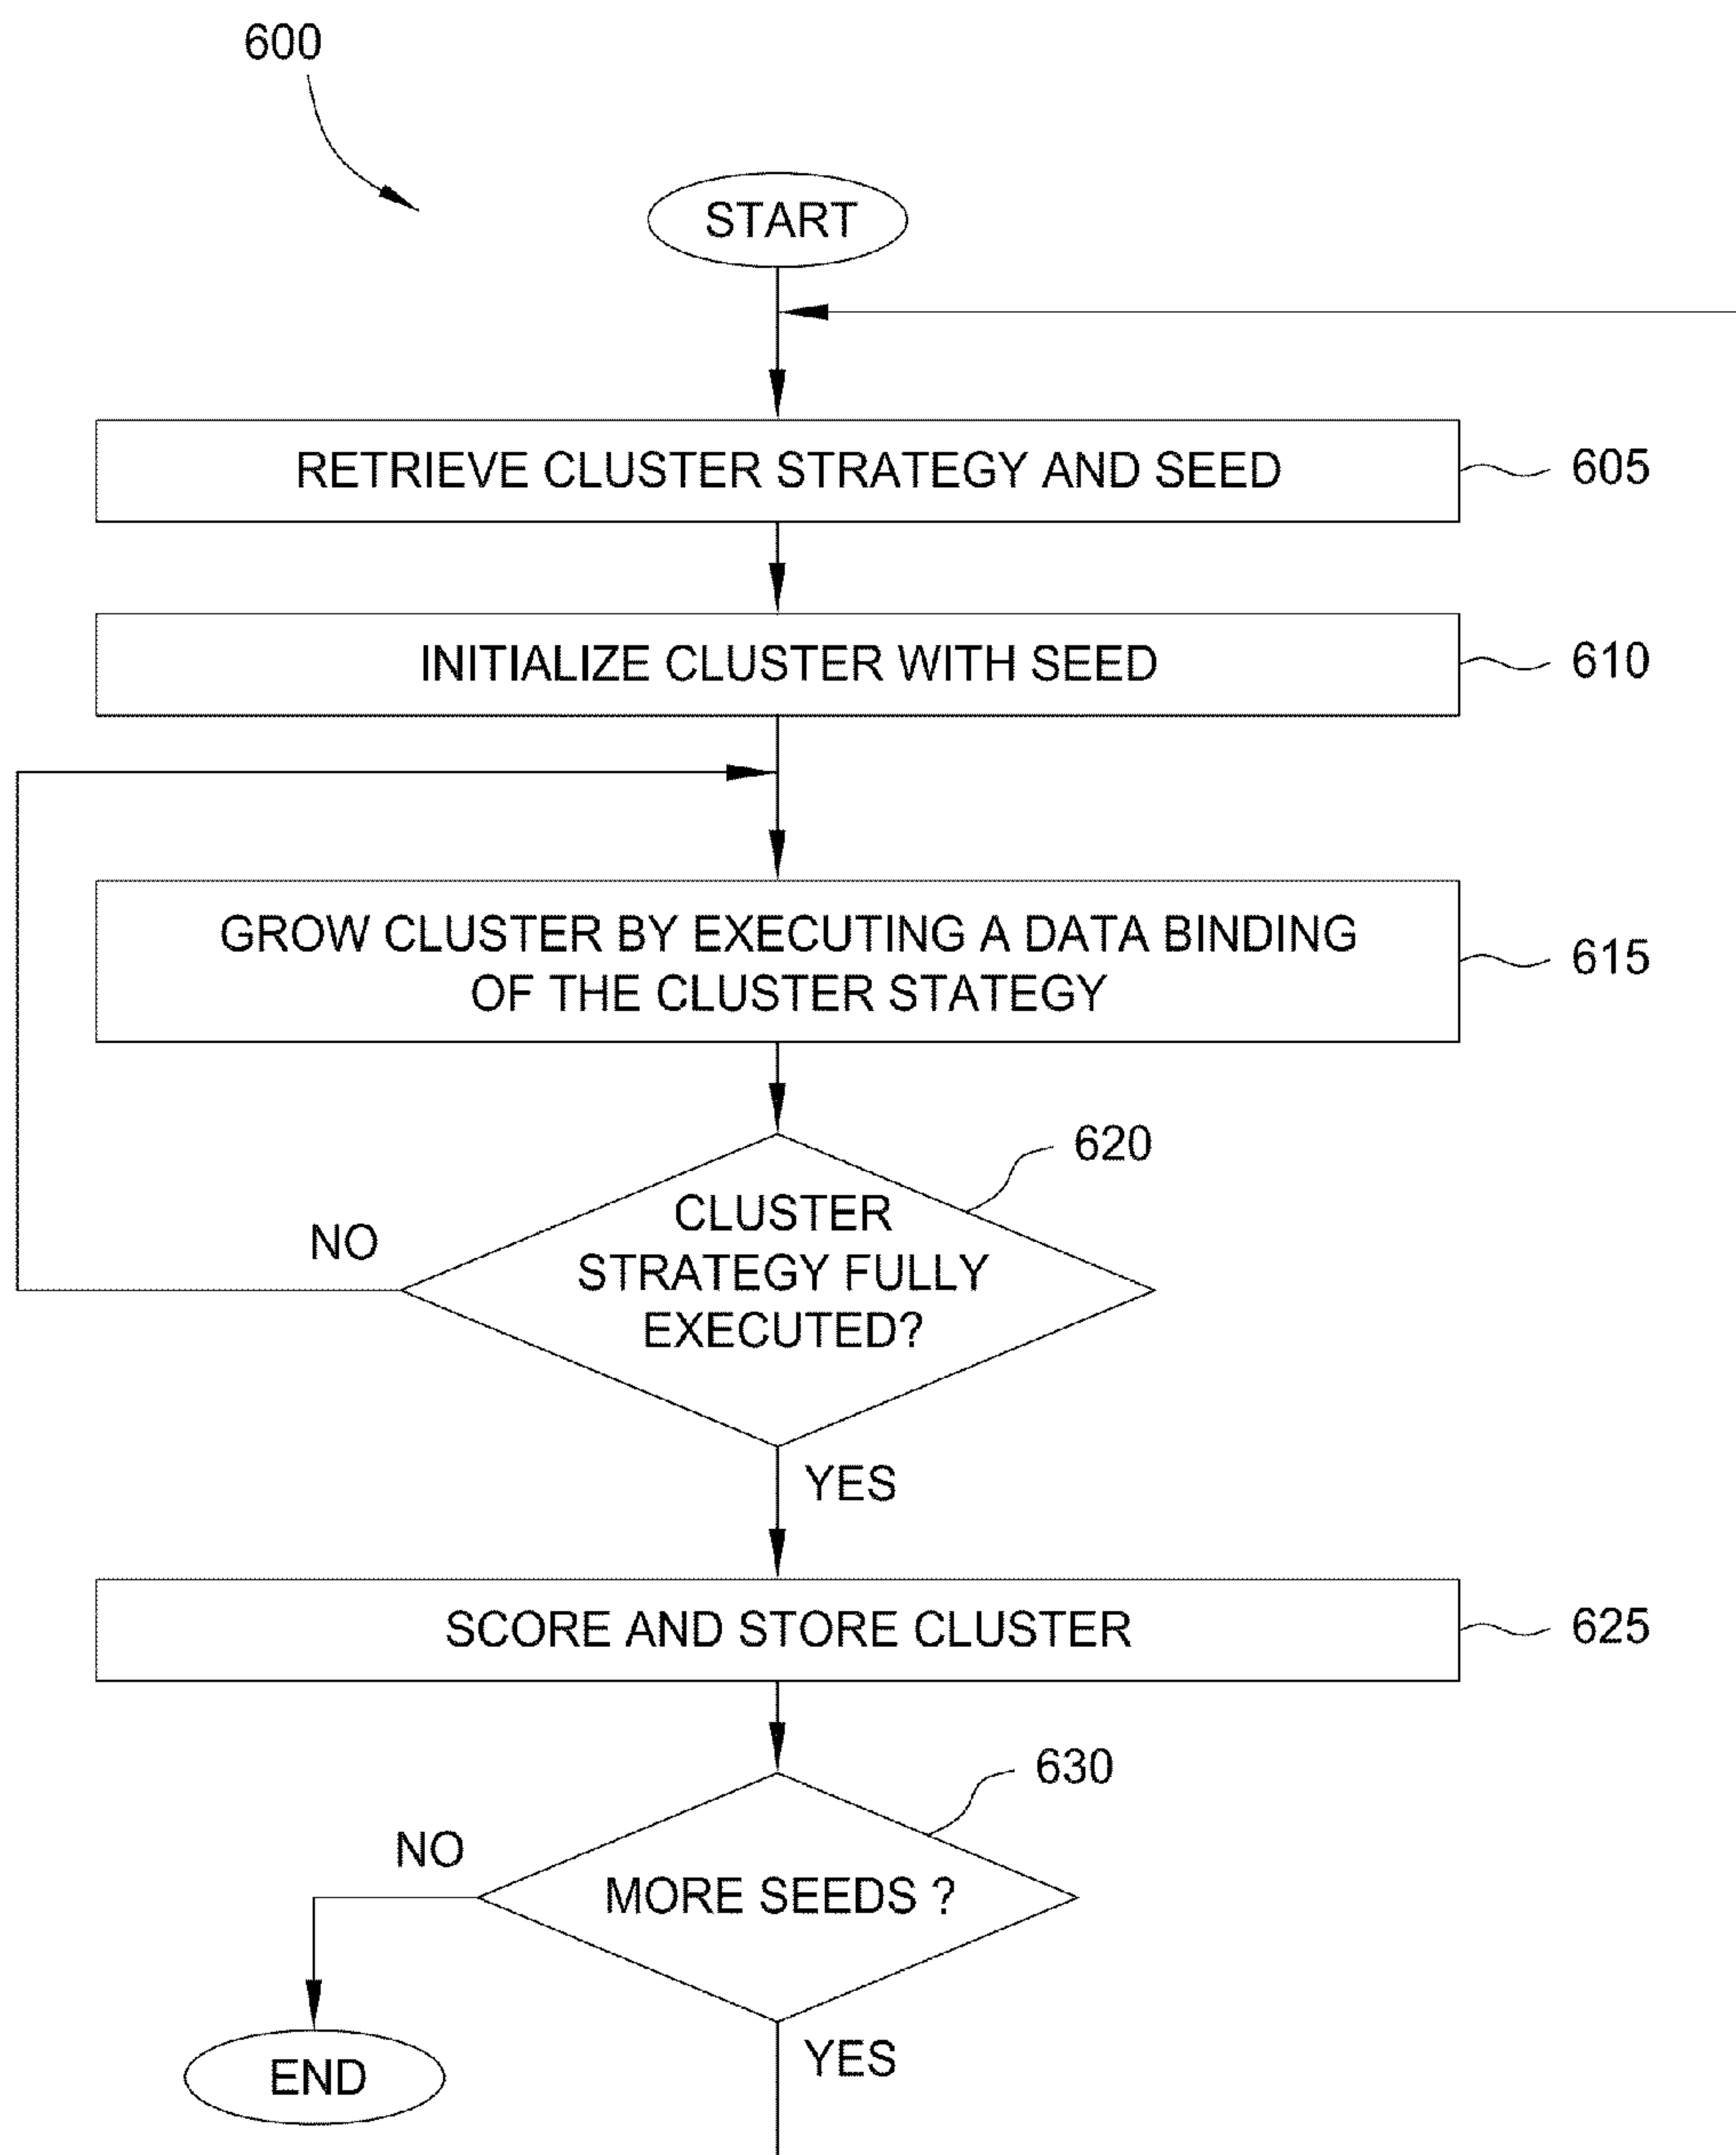 600
START
RETRIEVE CLUSTER STRATEGY AND SEED
605
INITIALIZE CLUSTER WITH SEED
610
GROW CLUSTER BY EXECUTING A DATA BINDING
OF THE CLUSTER STATEGY
615
620
CLUSTER
STRATEGY FULLY
EXECUTED?
NO
YES
SCORE AND STORE CLUSTER
625
630
NO
MORE SEEDS ?
END
YES